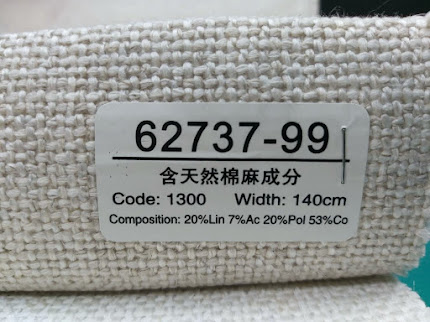 62737-99
含天然棉麻成分
Code: 1300 Width: 140cm
Composition: 20%Lin 7%Ac 20%Pol 53%Co